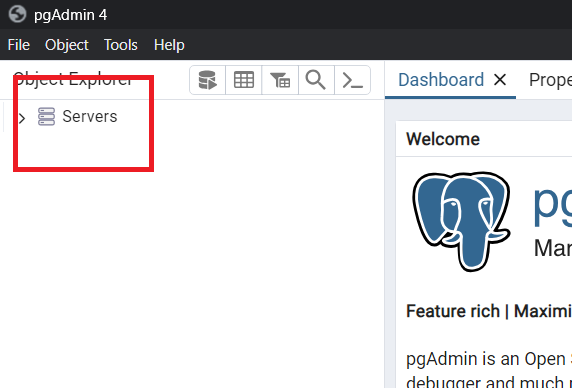 pgAdmin 4
File Object Tools Help
Object Explorer
Dashboard Prope
Servers
Welcome
pg
Man
Feature rich | Maximi
pgAdmin is an Open S
debugger and much